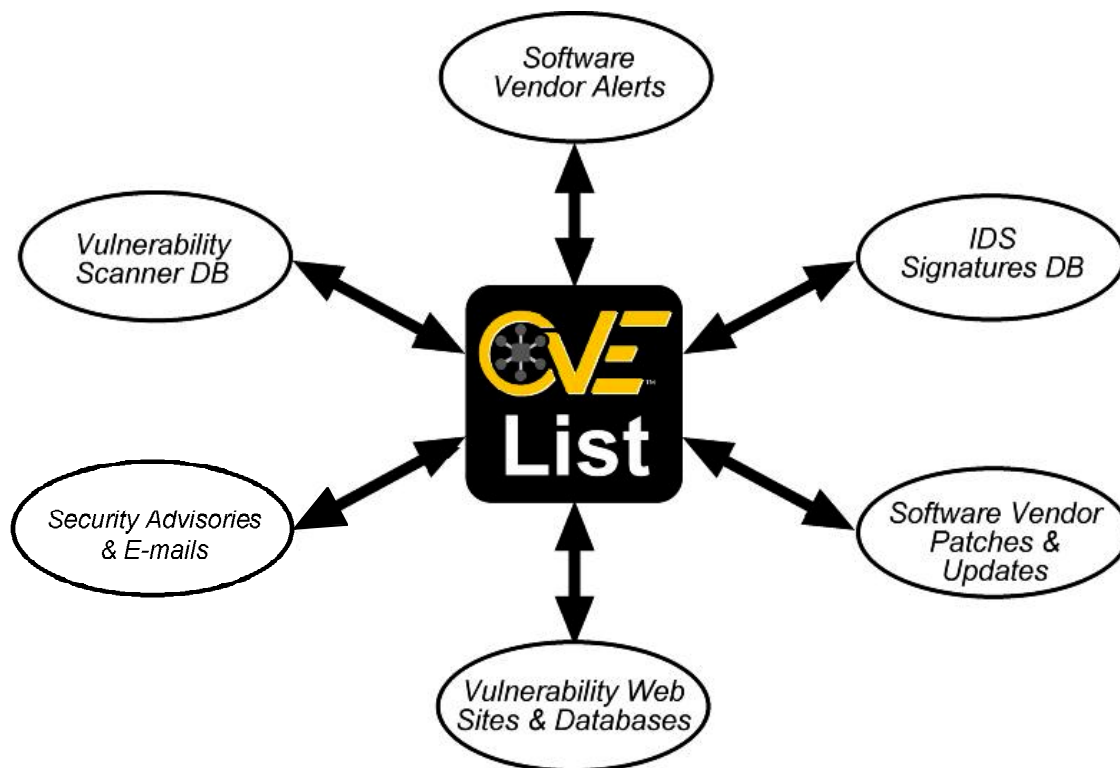 Software
Vendor Alerts
Vulnerability
Scanner DB
IDS
Signatures DB
CVE™
List
Security Advisories
& E-mails
Software Vendor
Patches &
Updates
Vulnerability Web
Sites & Databases